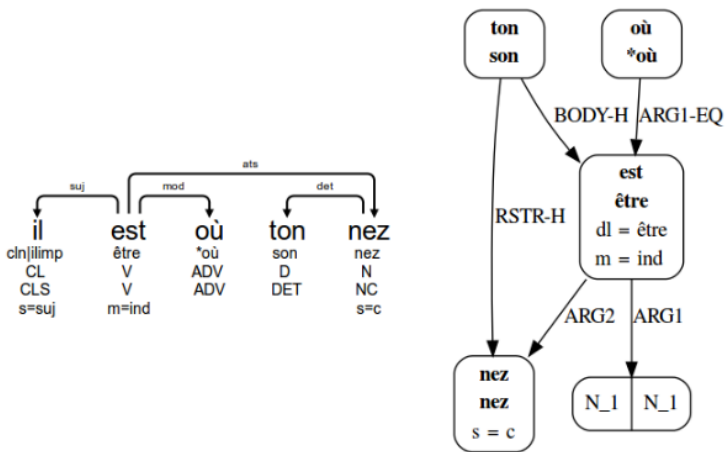 ats
suj mod det
il est où ton nez
cln|ilimp être *où son nez
CL V ADV D N
CLS V ADV DET NC
s=suj m=ind s=c
ton
son
où
*où
BODY-H ARG1-EQ
est
être
dl = être
m = ind
RSTR-H
ARG2 ARG1
nez
nez
s = c
N_1 N_1